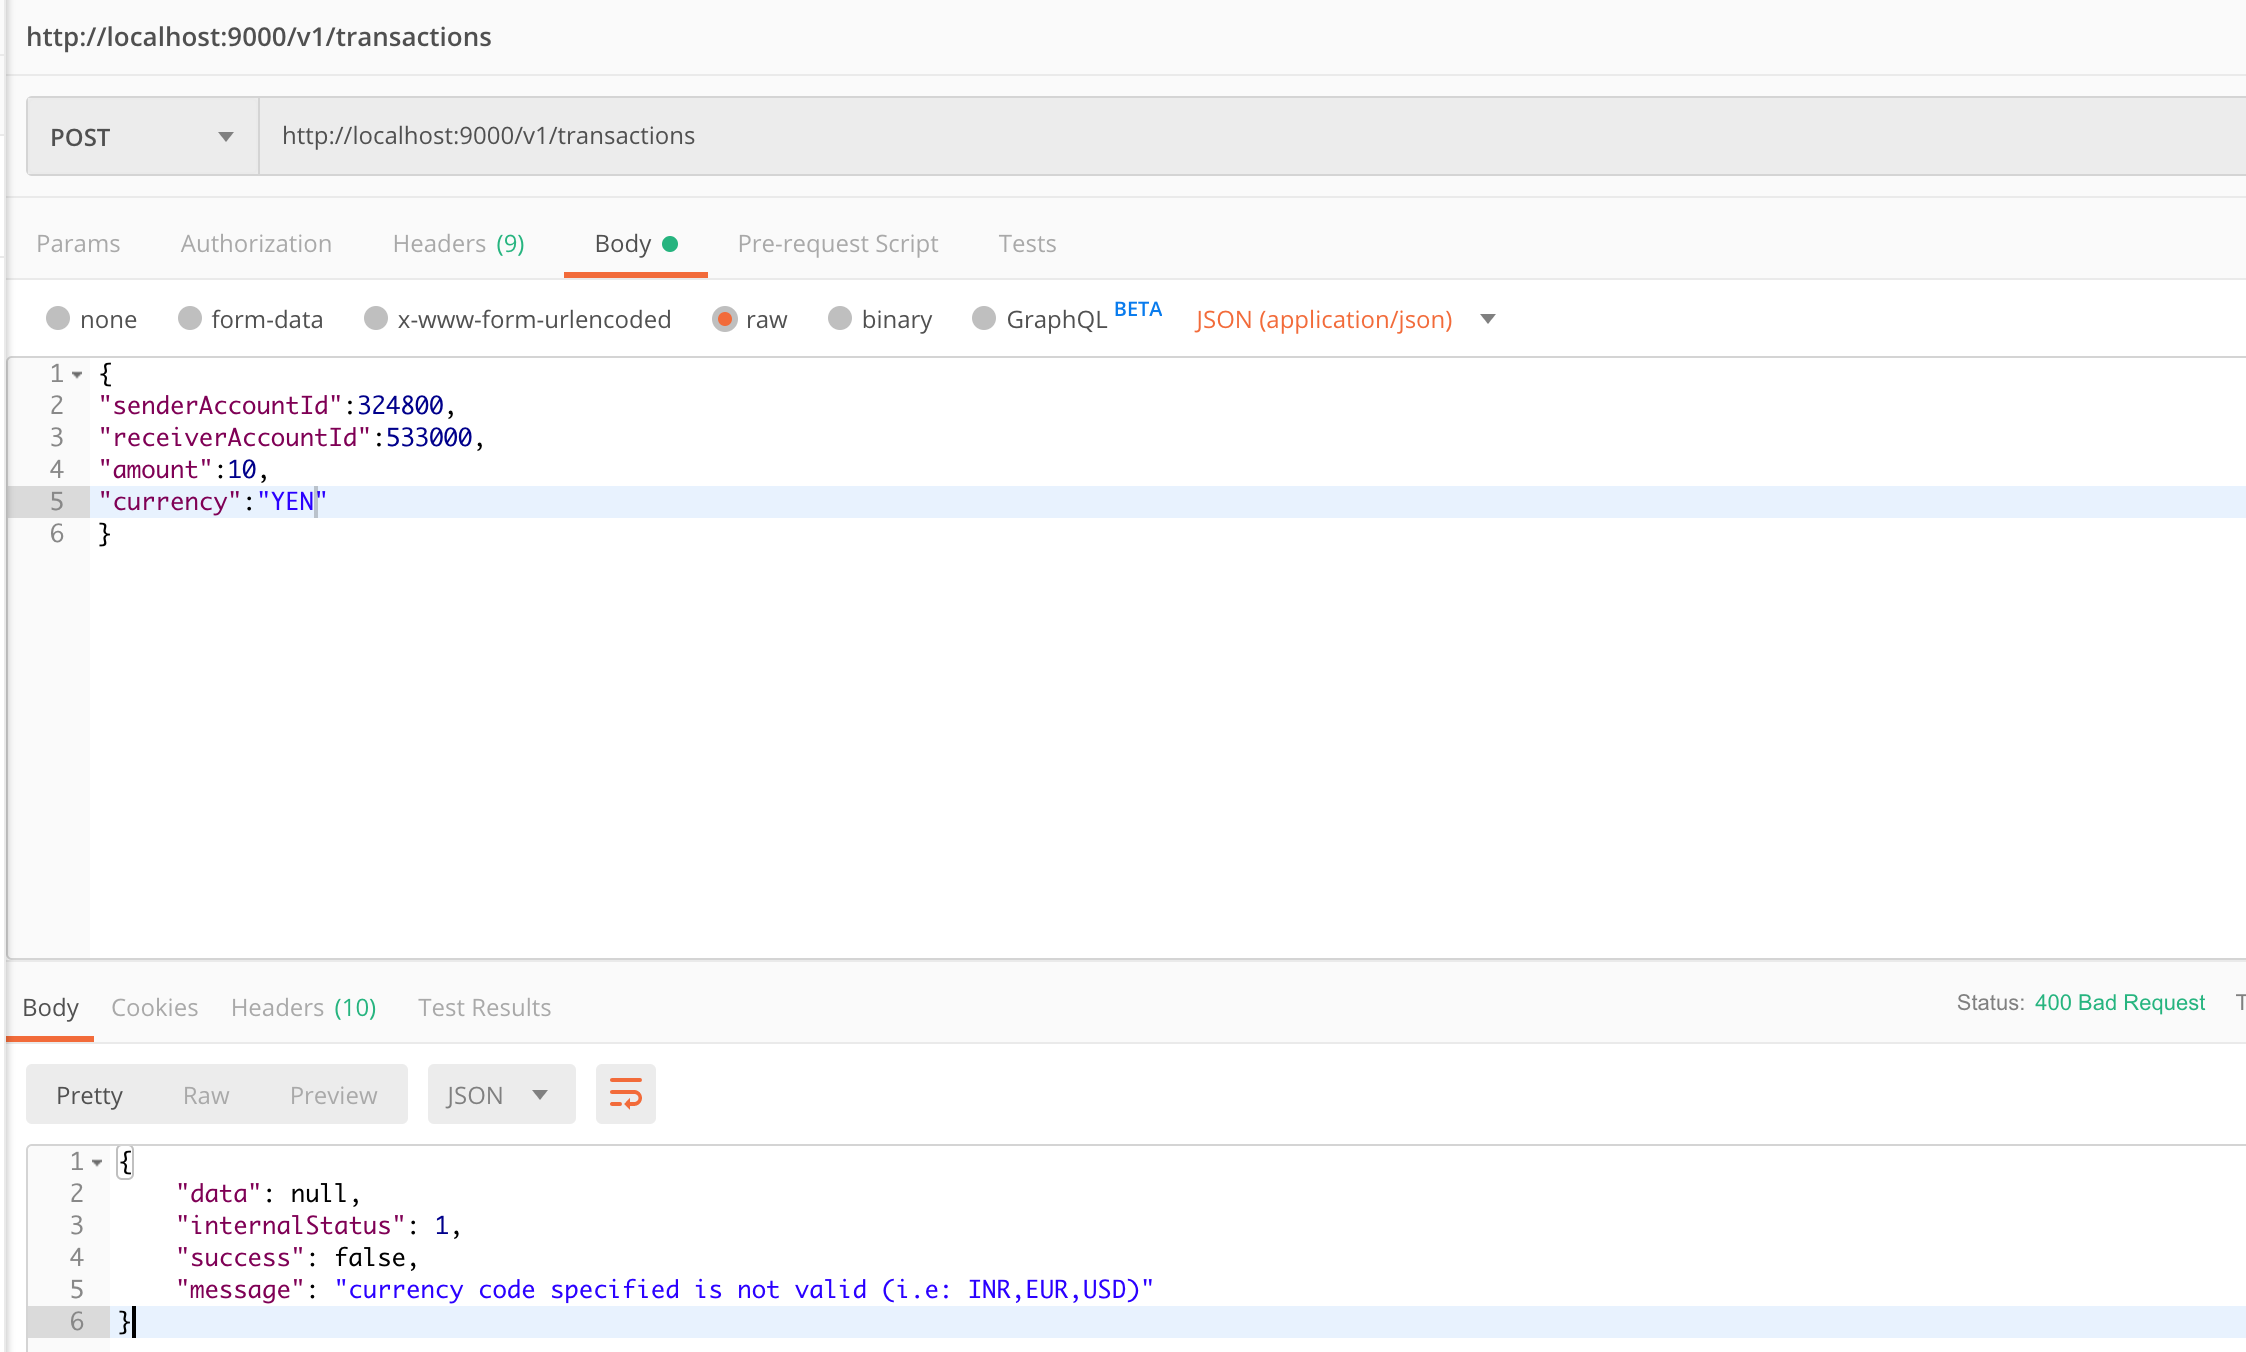 http://localhost:9000/v1/transactions
POST http://localhost:9000/v1/transactions
Params Authorization Headers (9) Body Pre-request Script Tests
none form-data x-www-form-urlencoded raw binary GraphQL BETA JSON (application/json)
1 {
2 "senderAccountId":324800,
3 "receiverAccountId":533000,
4 "amount":10,
5 "currency":"YEN"
6 }
Body Cookies Headers (10) Test Results Status: 400 Bad Request
Pretty Raw Preview JSON
1 {
2 "data": null,
3 "internalStatus": 1,
4 "success": false,
5 "message": "currency code specified is not valid (i.e: INR,EUR,USD)"
6 }